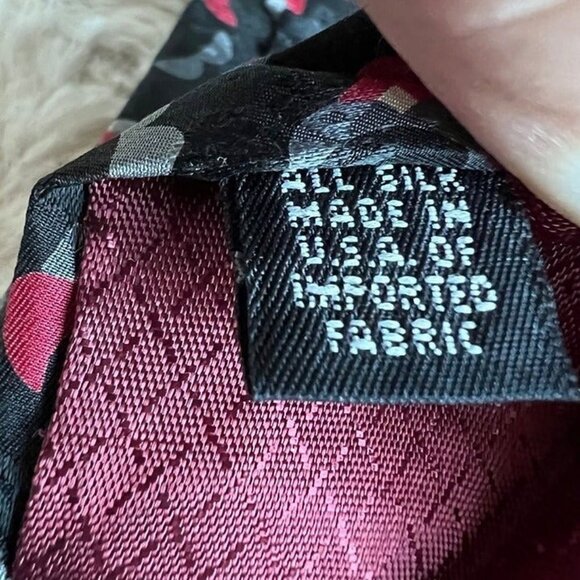 ALL SILK
MADE IN
U.S.A. OF
IMPORTED
FABRIC